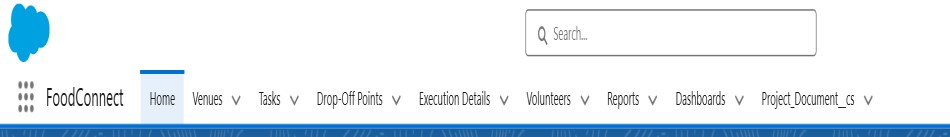 Search...
FoodConnect Home Venues Tasks Drop-Off Points Execution Details Volunteers Reports Dashboards Project_Document__cs